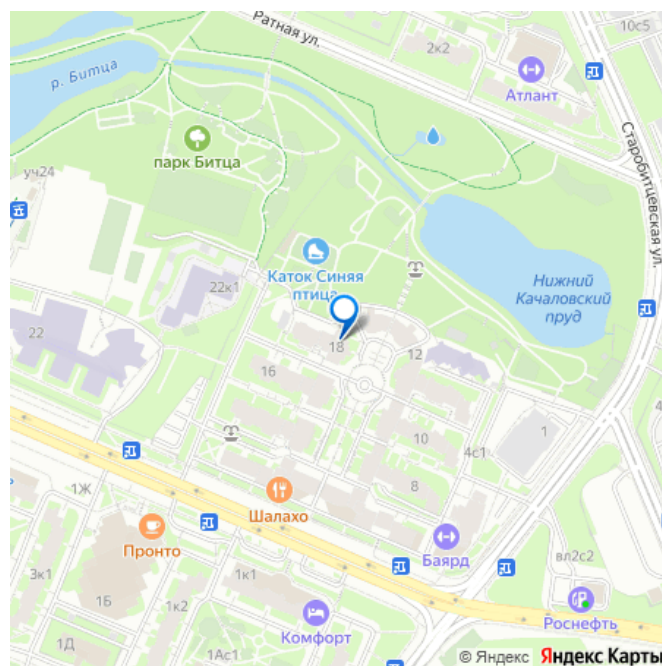 Ратная ул.
10с5
2к2
р. Битца
Атлант
Старобитцевская ул.
парк Битца
уч24
Каток Синяя
птица
22к1
Нижний
Качаловский
пруд
22
18
12
16
10
1
4с1
8
1Ж
Шалахо
Пронто
Баярд
вл2с2
3к1
1Б
1к1
1к2
Роснефть
1Д
1Ас1
Комфорт
© Яндекс Яндекс Карты